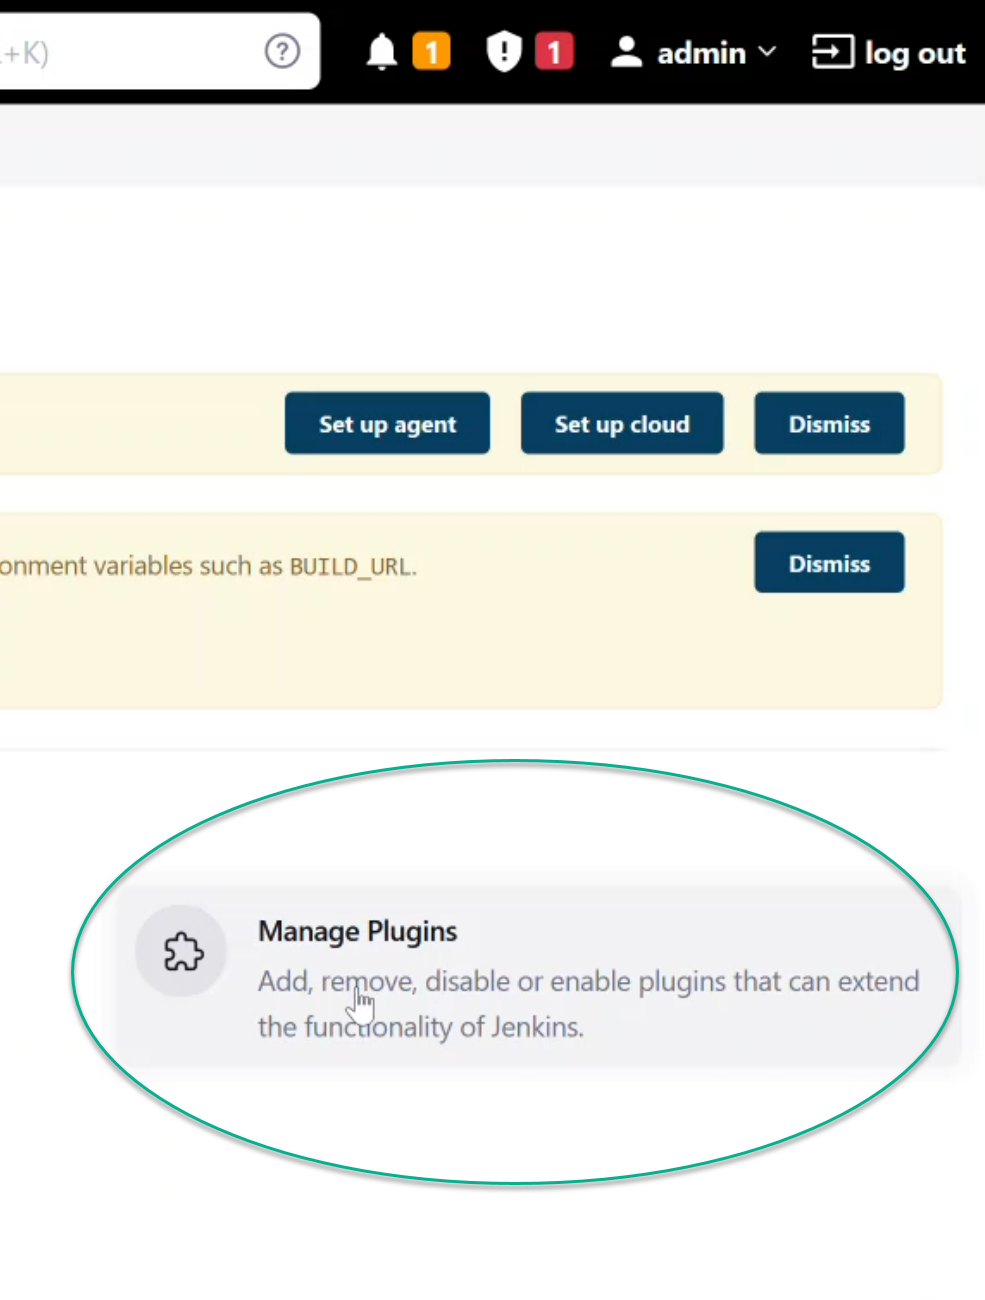 +K)
1
1
admin
log out
Set up agent
Set up cloud
Dismiss
onment variables such as BUILD_URL.
Dismiss
Manage Plugins
Add, remove, disable or enable plugins that can extend
the functionality of Jenkins.